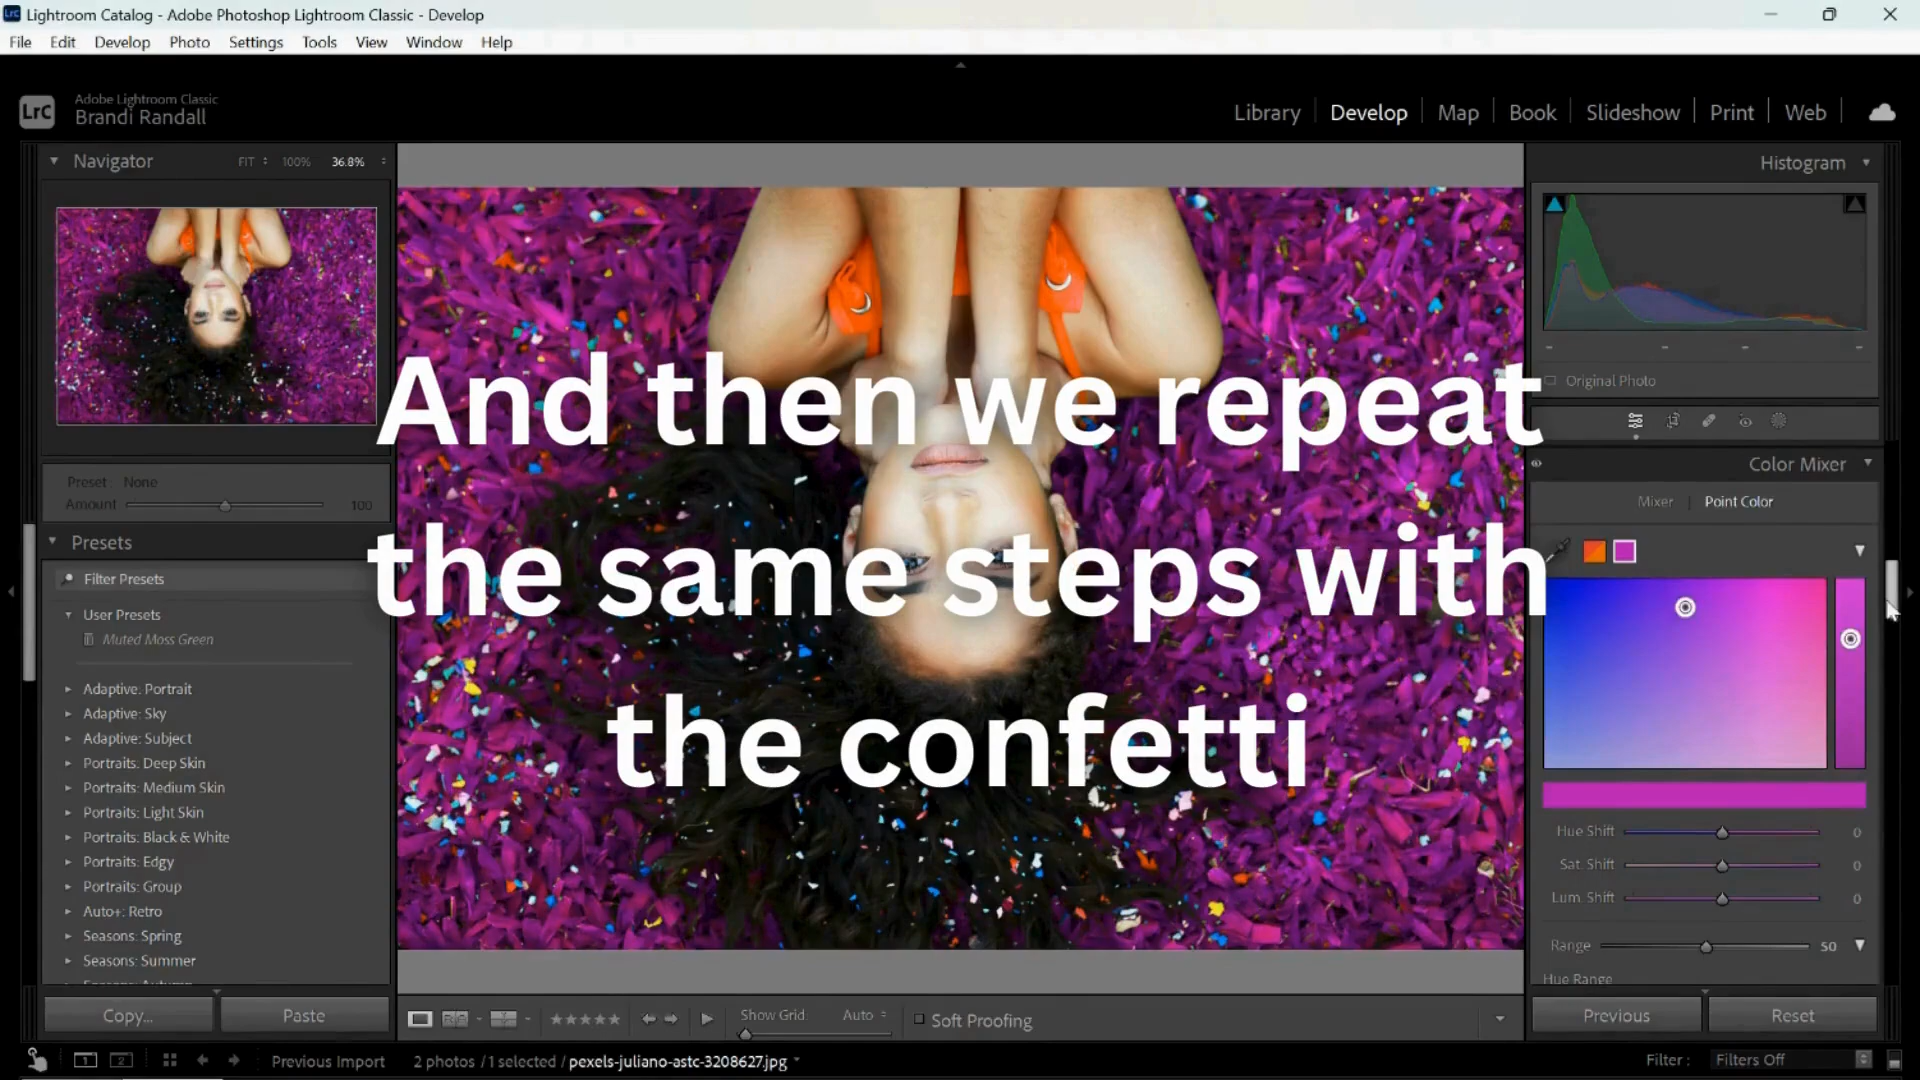 Lightroom Catalog - Adobe Photoshop Lightroom Classic - Develop
File Edit Develop Photo Settings Tools View Window Help
LrC
Adobe Lightroom Classic
Brandi Randall
Library | Develop | Map | Book | Slideshow | Print | Web
Navigator FIT 100% 36.8%
Histogram
Original Photo
Preset: None
Amount 100
Presets
Filter Presets
User Presets
Muted Moss Green
Adaptive: Portrait
Adaptive: Sky
Adaptive: Subject
Portraits: Deep Skin
Portraits: Medium Skin
Portraits: Light Skin
Portraits: Black & White
Portraits: Edgy
Portraits: Group
Auto+: Retro
Seasons: Spring
Seasons: Summer
Copy... Paste
And then we repeat
the same steps with
the confetti
Color Mixer
Mixer | Point Color
Hue Shift 0
Sat. Shift 0
Lum. Shift 0
Range 50
Hue Range
Previous Reset
Show Grid: Auto Soft Proofing
1 2 Previous Import 2 photos / 1 selected / pexels-juliano-astc-3208627.jpg
Filter: Filters Off